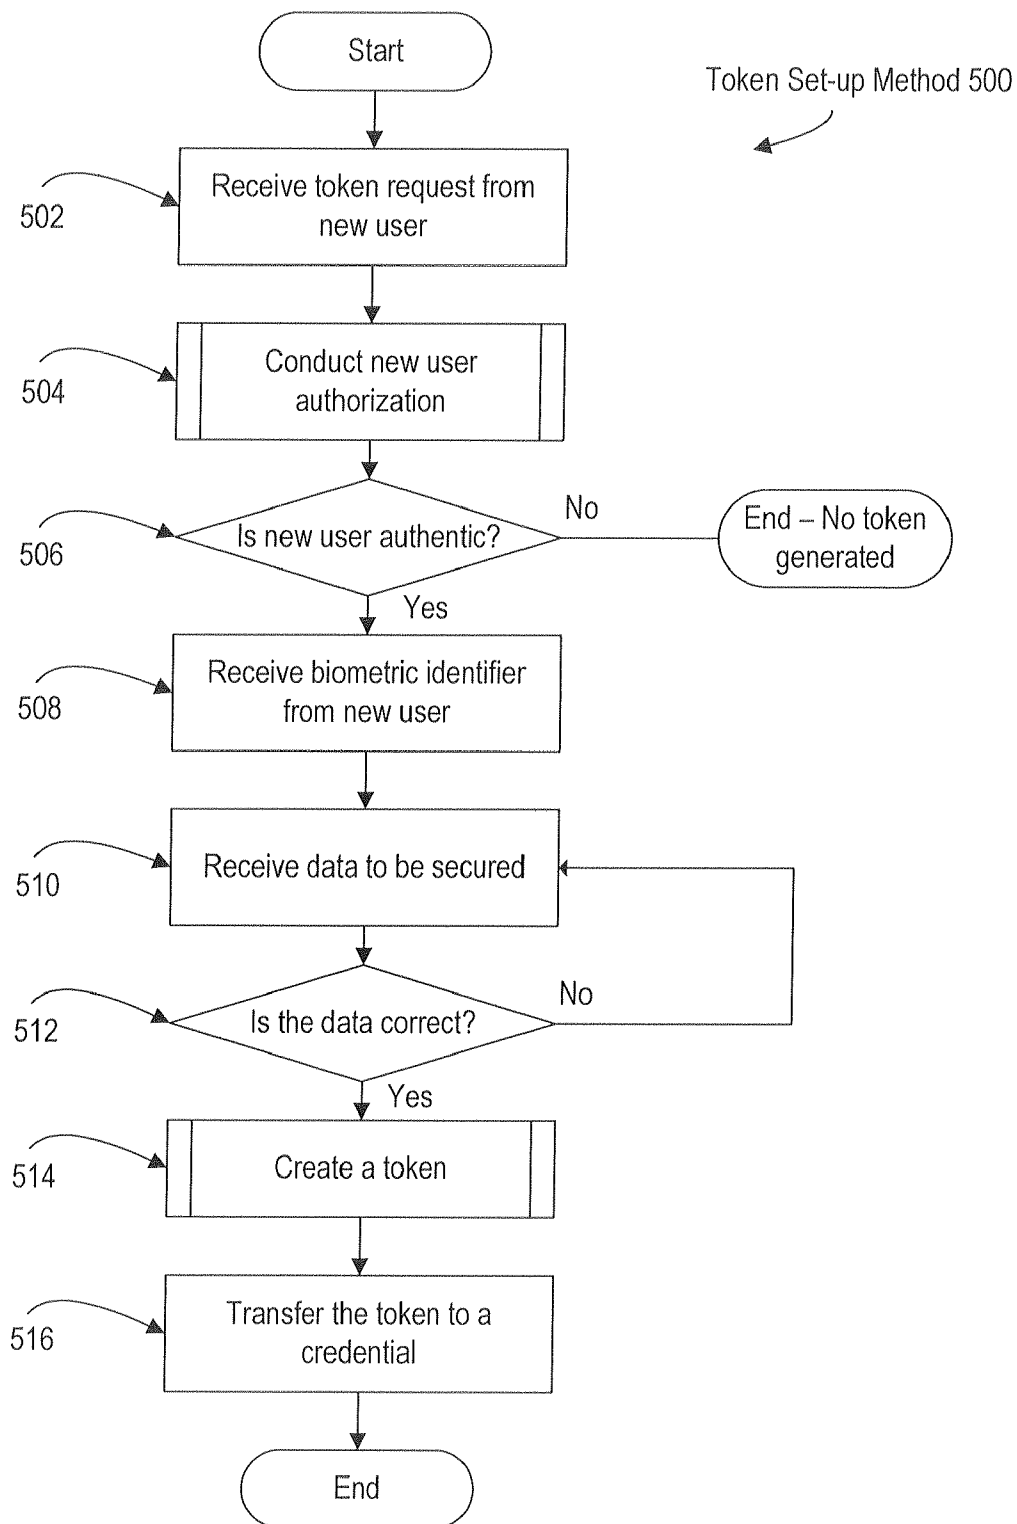 Start
Token Set-up Method 500
Receive token request from
new user
502
Conduct new user
authorization
504
Is new user authentic?
No
End – No token
generated
506
Yes
Receive biometric identifier
from new user
508
Receive data to be secured
510
Is the data correct?
No
512
Yes
Create a token
514
Transfer the token to a
credential
516
End